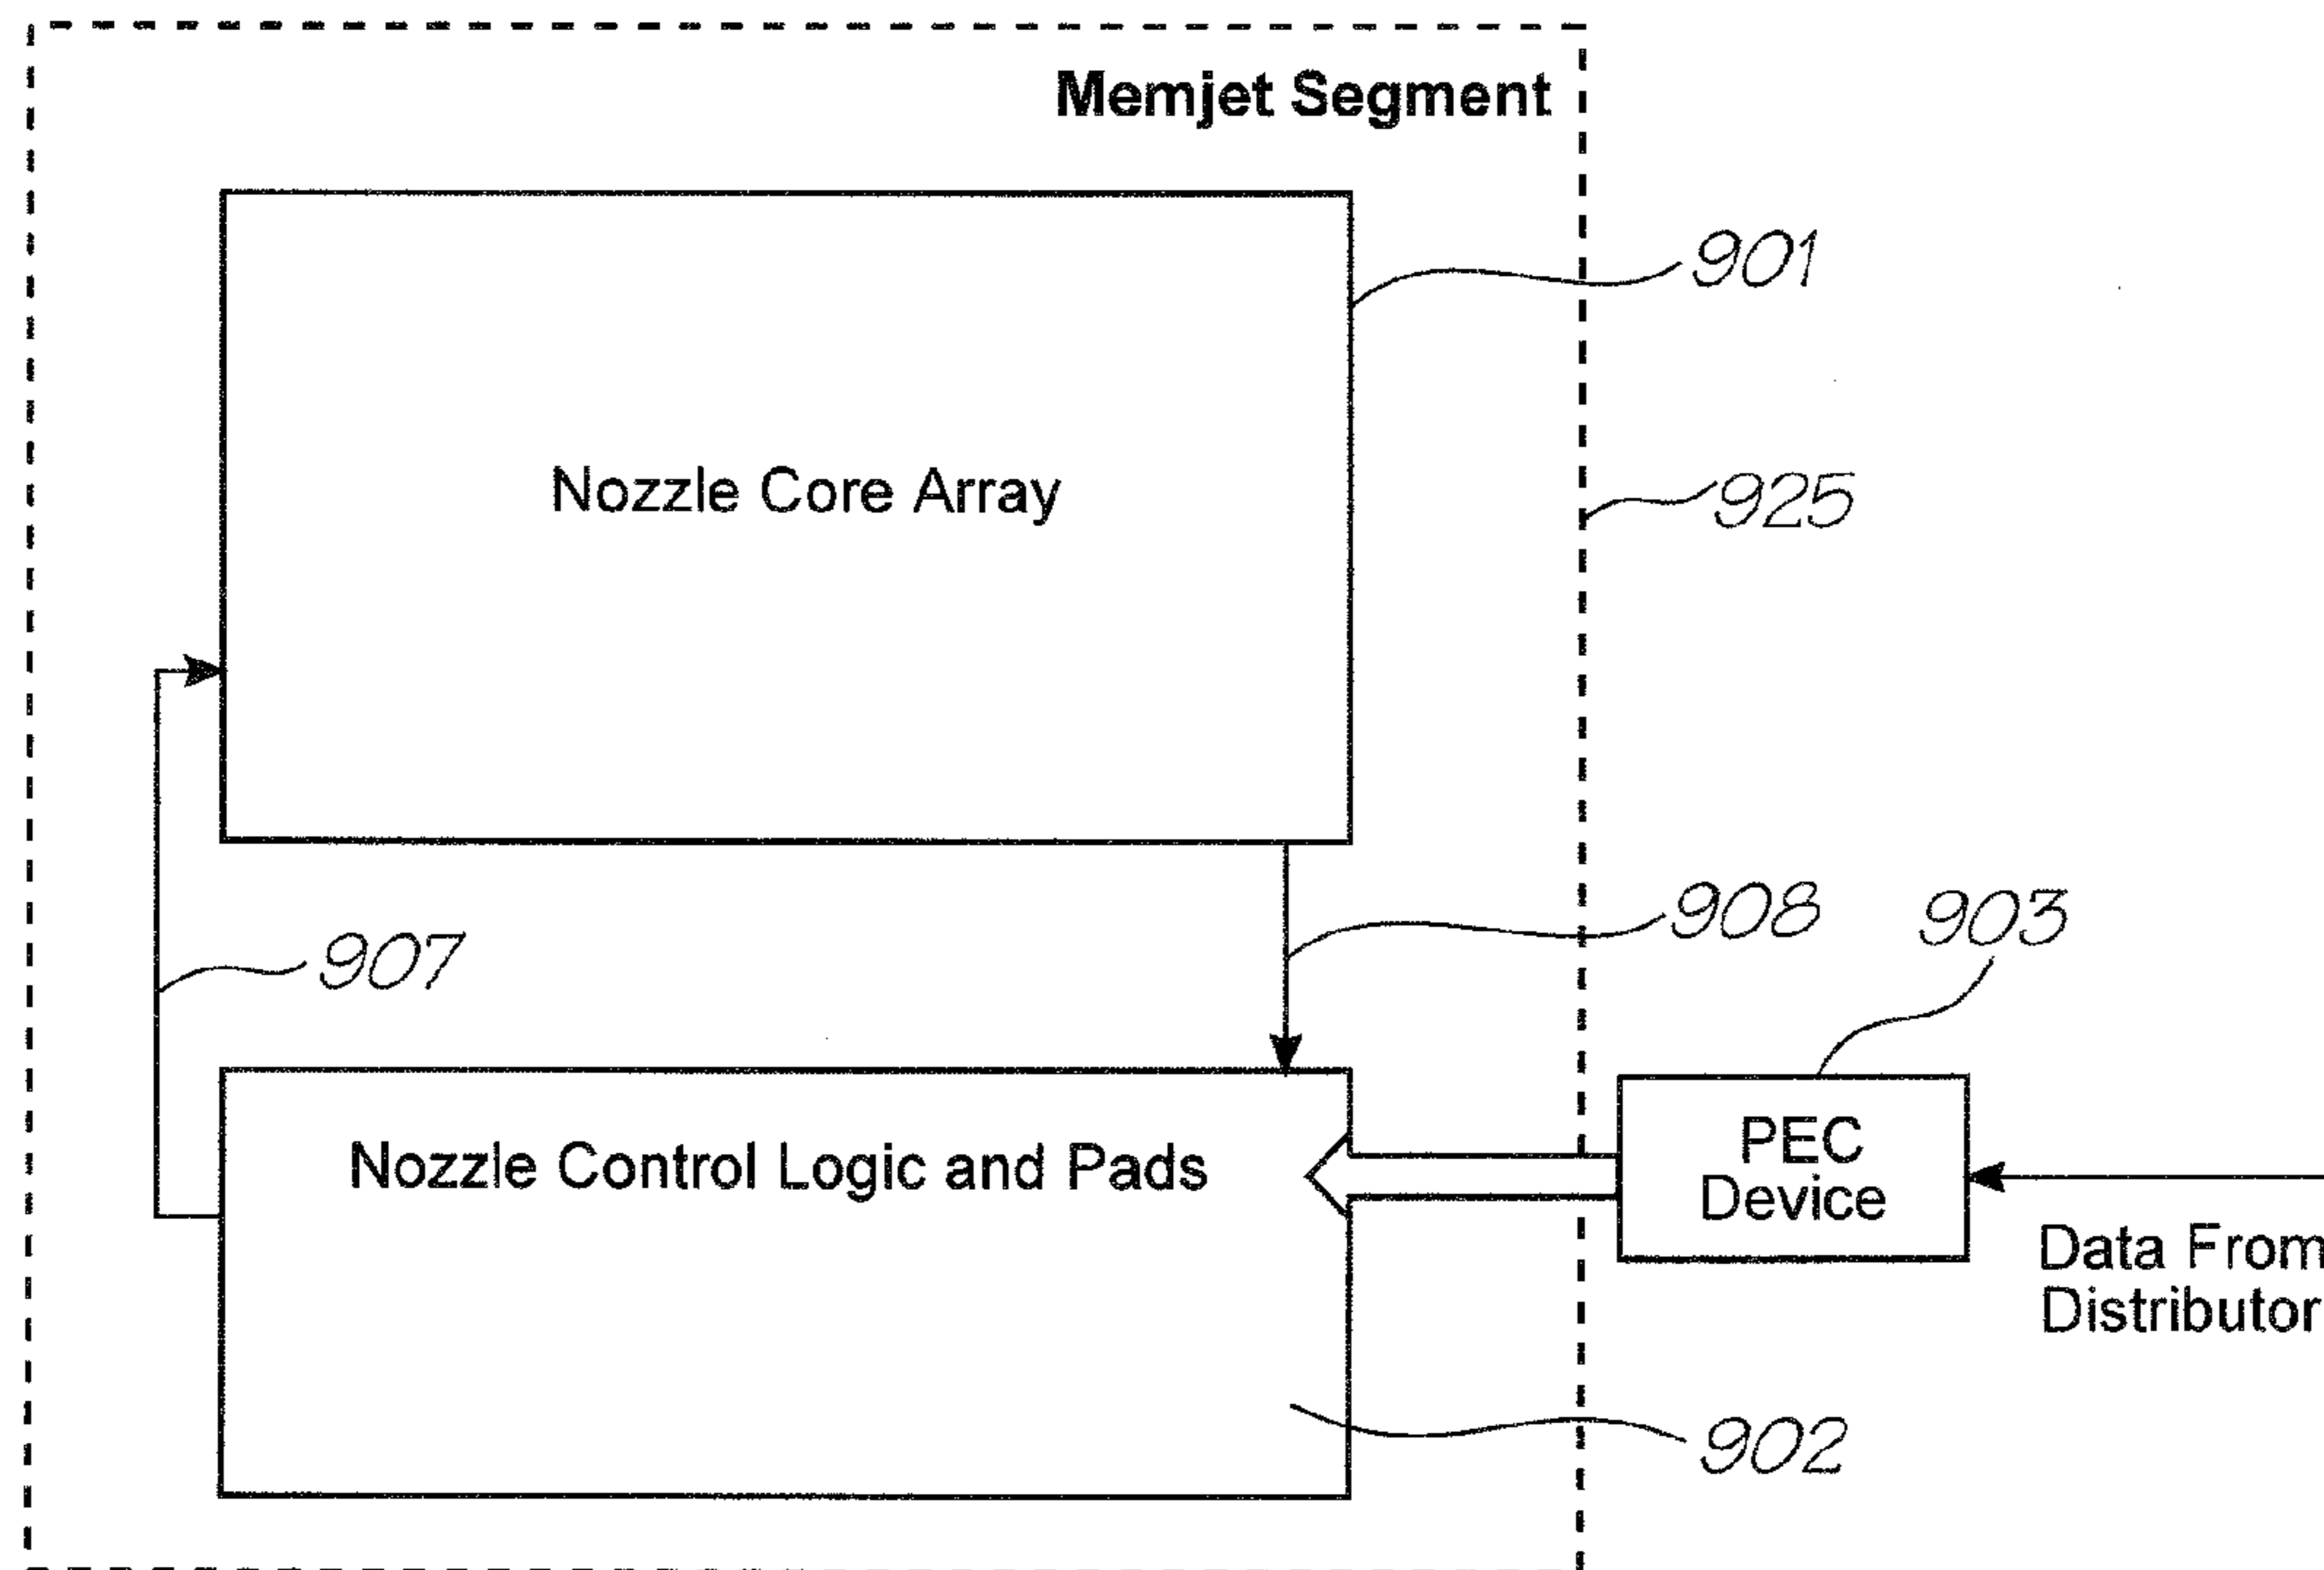 Memjet Segment
901
Nozzle Core Array
925
908
903
907
PEC
Device
Nozzle Control Logic and Pads
Data From
Distributor
902